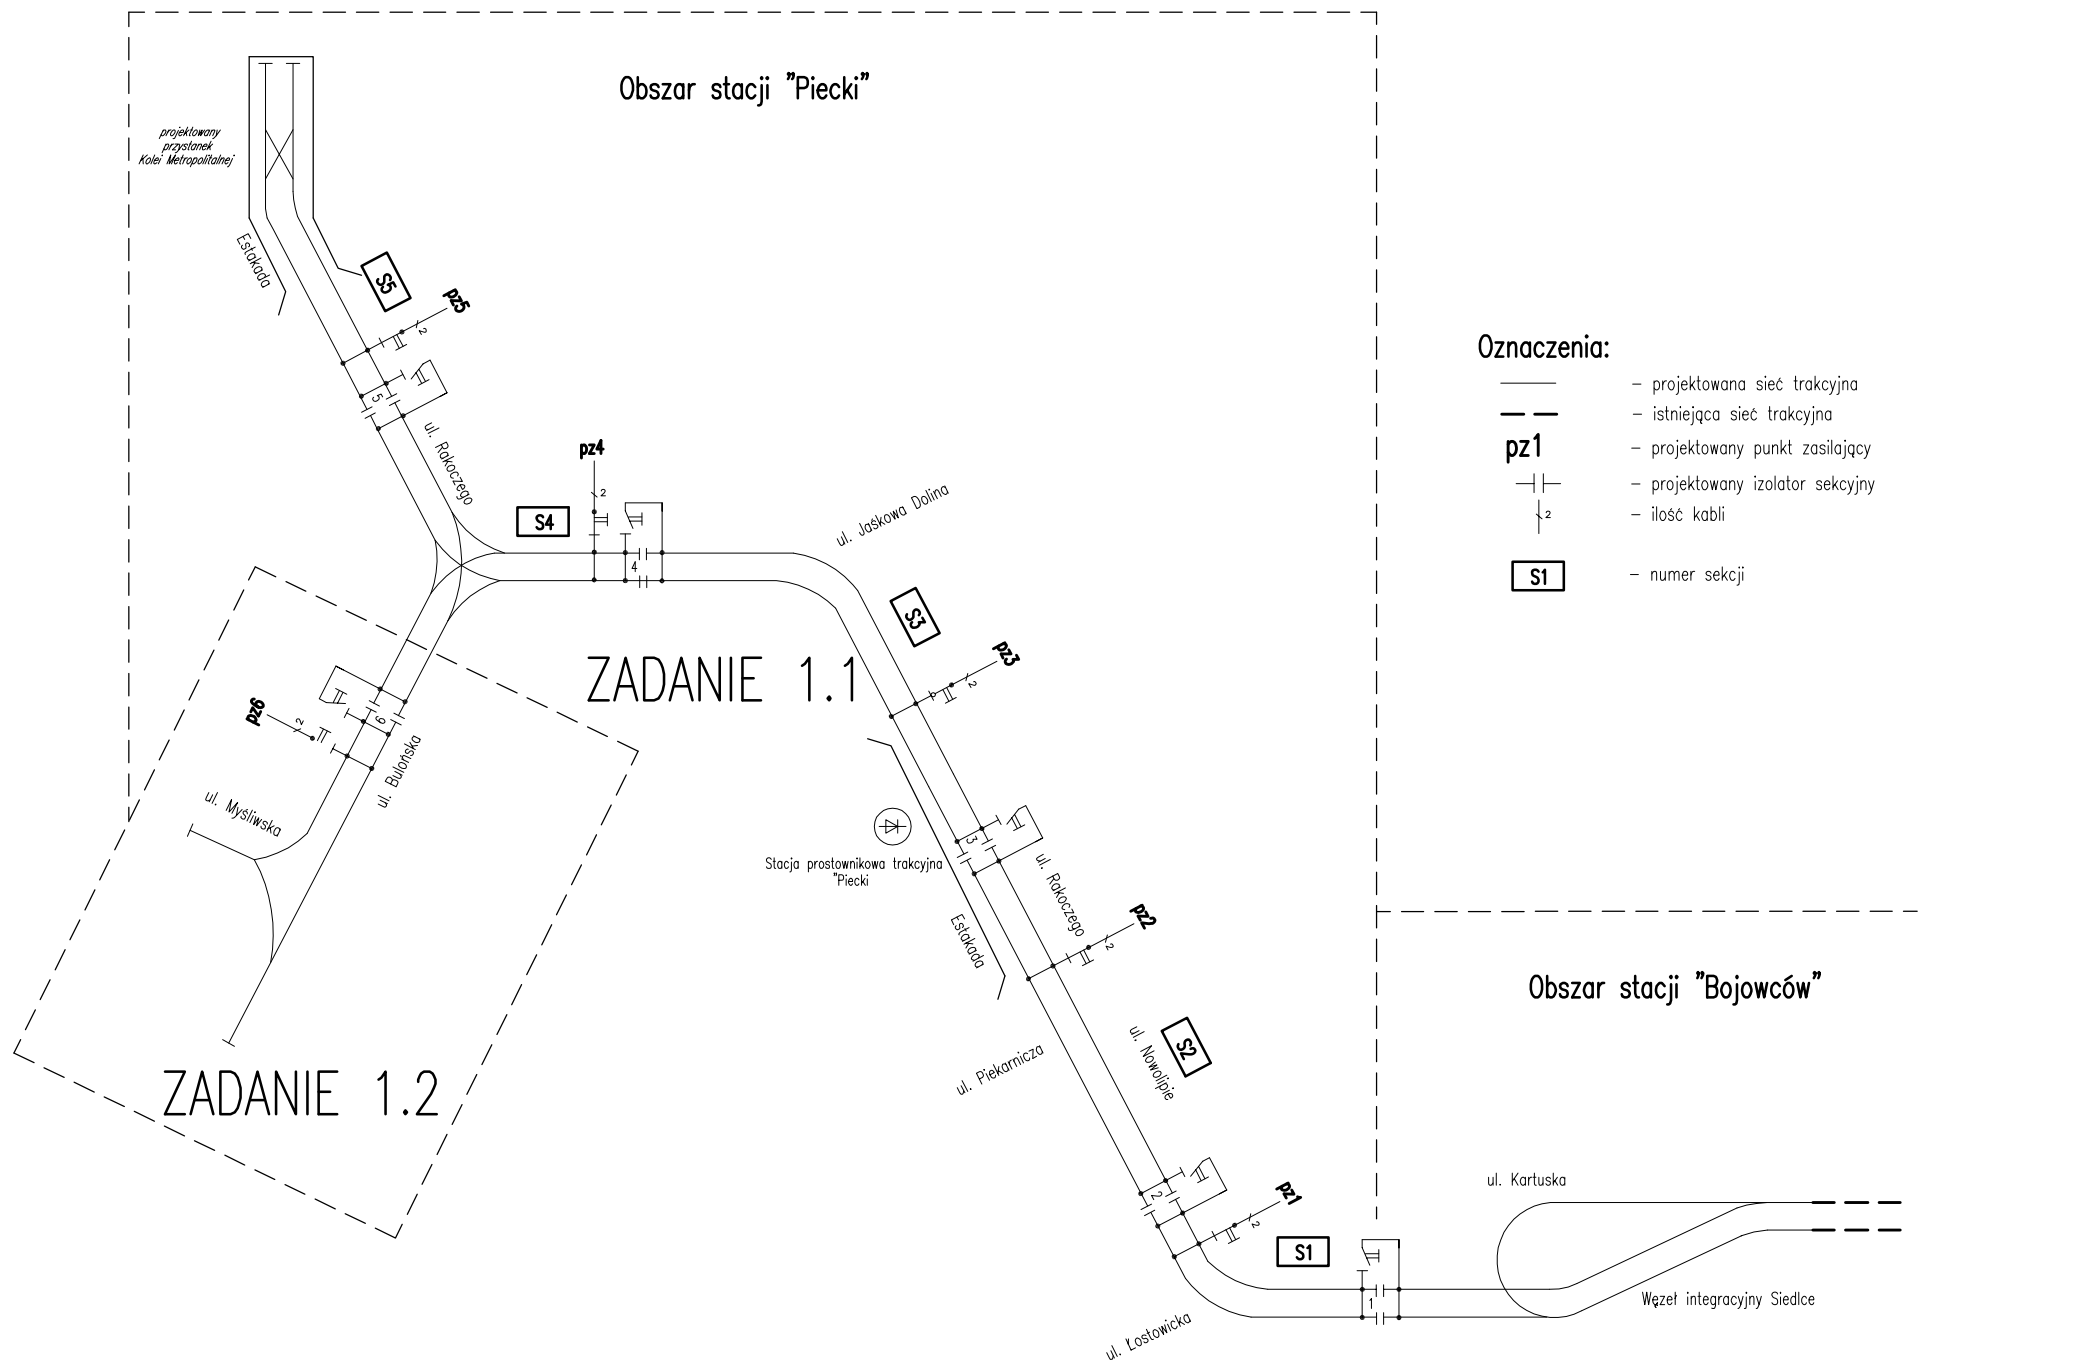 Obszar stacji "Piecki"
projektowany
przystanek
Kolei Metropolitalnej
Estakada
S5
pz5
2
5
ul. Rakoczego
pz4
2
S4
4
ul. Jaśkowa Dolina
S3
pz3
2
ZADANIE 1.1
pz6
2
6
ul. Bulońska
ul. Myśliwska
ZADANIE 1.2
Stacja prostownikowa trakcyjna
"Piecki
3
ul. Rakoczego
Estakada
pz2
2
ul. Nowolipie
S2
ul. Piekarnicza
2
pz1
2
S1
1
ul. Łostowicka
Oznaczenia:
– projektowana sieć trakcyjna
– istniejąca sieć trakcyjna
pz1 – projektowany punkt zasilający
– projektowany izolator sekcyjny
2 – ilość kabli
S1 – numer sekcji
Obszar stacji "Bojowców"
ul. Kartuska
Węzeł integracyjny Siedlce